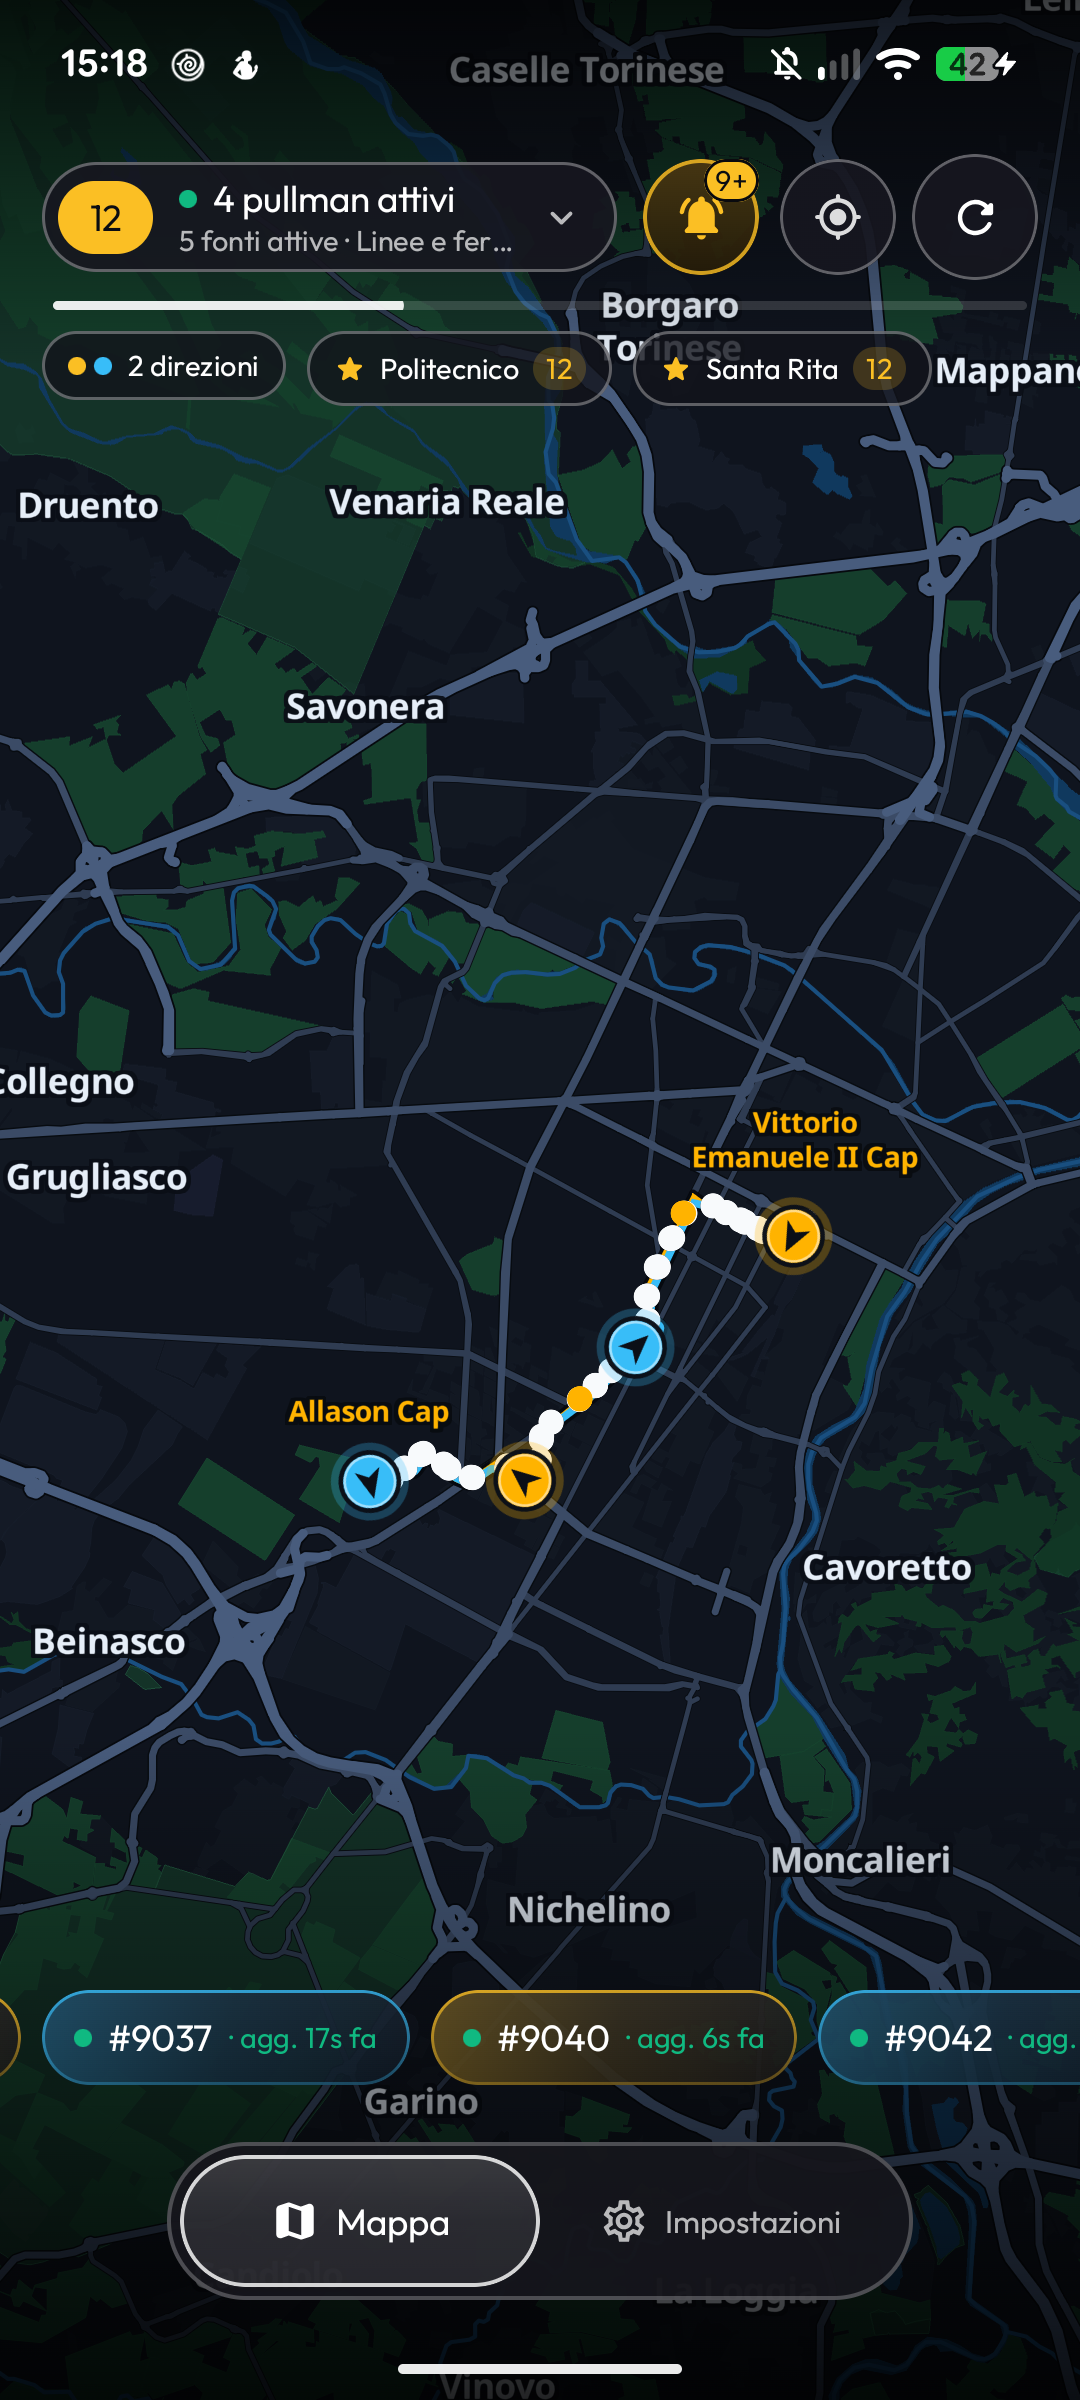 15:18
42
Caselle Torinese
12
4 pullman attivi
5 fonti attive · Linee e fer...
9+
Borgaro
Torinese
2 direzioni
Politecnico 12
Santa Rita 12
Mappano
Druento
Venaria Reale
Savonera
Collegno
Grugliasco
Vittorio
Emanuele II Cap
Allason Cap
Cavoretto
Beinasco
Moncalieri
Nichelino
#9037 · agg. 17s fa
#9040 · agg. 6s fa
#9042 · agg.
Garino
Mappa
Impostazioni
La Loggia
Vinovo